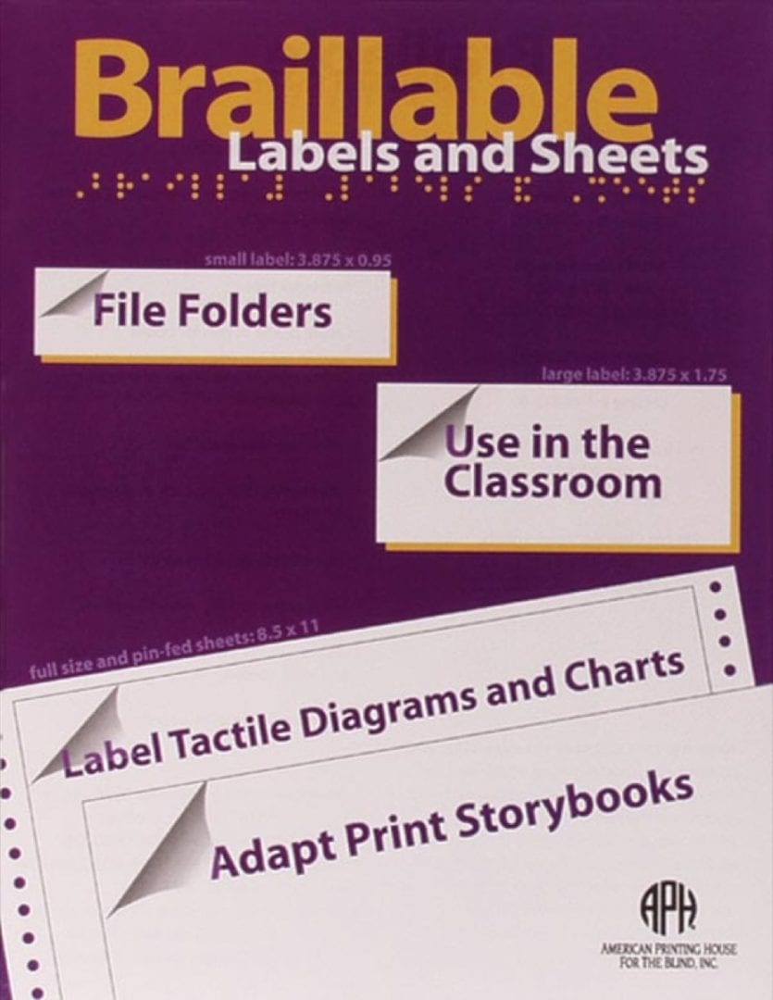 Braillable
Labels and Sheets
small label: 3.875 x 0.95
File Folders
large label: 3.875 x 1.75
Use in the
Classroom
full size and pin-fed sheets: 8.5 x 11
Label Tactile Diagrams and Charts
Adapt Print Storybooks
APH
AMERICAN PRINTING HOUSE
FOR THE BLIND, INC.